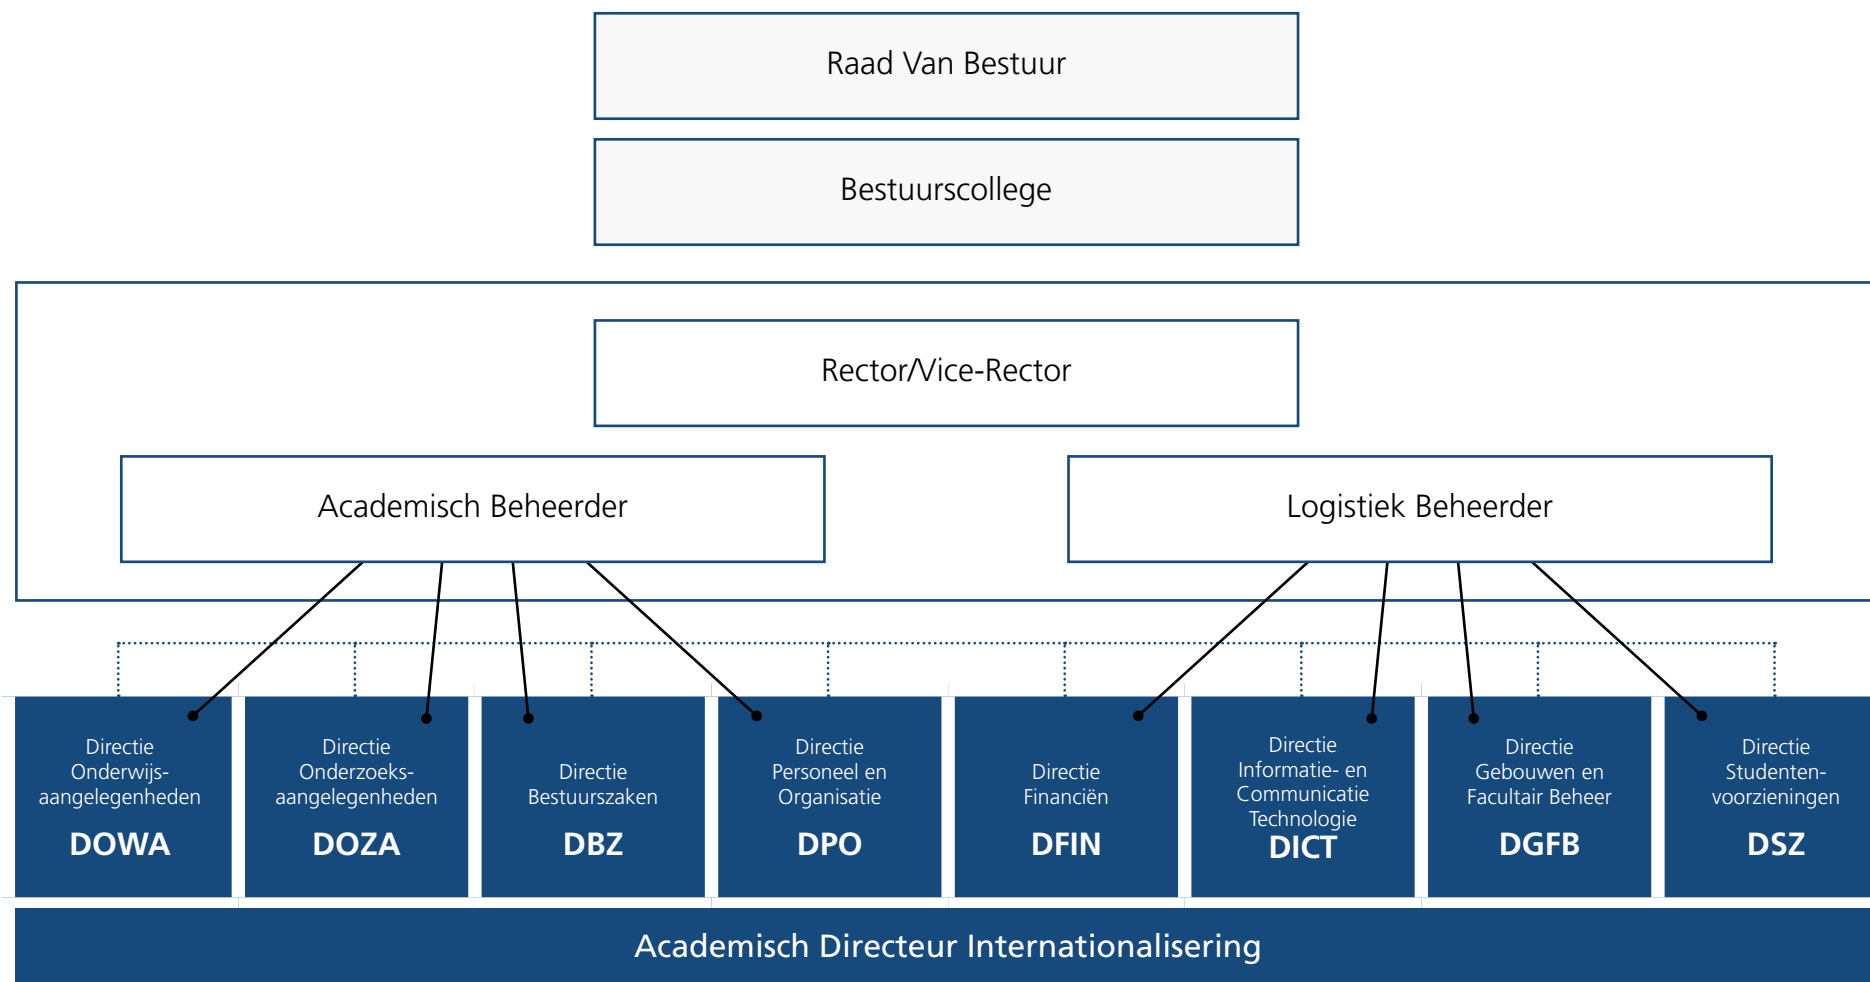 Raad Van Bestuur
Bestuurscollege
Rector/Vice-Rector
Academisch Beheerder
Logistiek Beheerder
Directie
Onderwijs-
aangelegenheden
DOWA
Directie
Onderzoeks-
aangelegenheden
DOZA
Directie
Bestuurszaken
DBZ
Directie
Personeel en
Organisatie
DPO
Directie
Financiën
DFIN
Directie
Informatie- en
Communicatie
Technologie
DICT
Directie
Gebouwen en
Facultair Beheer
DGFB
Directie
Studenten-
voorzieningen
DSZ
Academisch Directeur Internationalisering